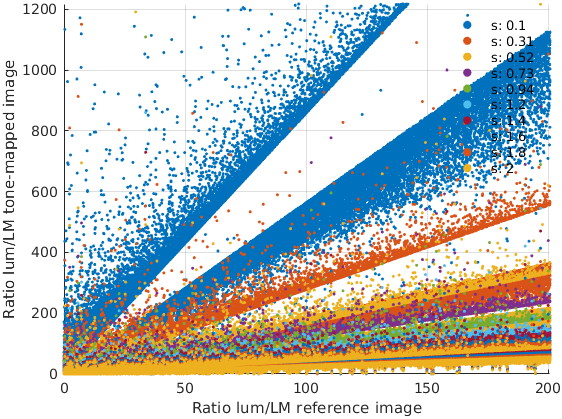 1200
1000
800
600
400
200
0
Ratio lum/LM tone-mapped image
s: 0.1
s: 0.31
s: 0.52
s: 0.73
s: 0.94
s: 1.2
s: 1.4
s: 1.6
s: 1.8
s: 2
0 50 100 150 200
Ratio lum/LM reference image